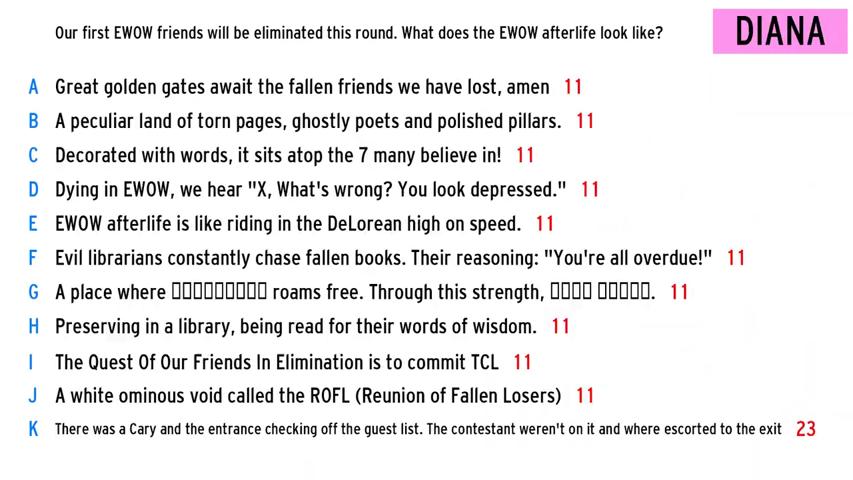 Our first EWOW friends will be eliminated this round. What does the EWOW afterlife look like?
DIANA
A Great golden gates await the fallen friends we have lost, amen 11
B A peculiar land of torn pages, ghostly poets and polished pillars. 11
C Decorated with words, it sits atop the 7 many believe in! 11
D Dying in EWOW, we hear "X, What's wrong? You look depressed." 11
E EWOW afterlife is like riding in the DeLorean high on speed. 11
F Evil librarians constantly chase fallen books. Their reasoning: "You're all overdue!" 11
G A place where ▯▯▯▯▯▯▯▯▯ roams free. Through this strength, ▯▯▯▯ ▯▯▯▯▯. 11
H Preserving in a library, being read for their words of wisdom. 11
I The Quest Of Our Friends In Elimination is to commit TCL 11
J A white ominous void called the ROFL (Reunion of Fallen Losers) 11
K There was a Cary and the entrance checking off the guest list. The contestant weren't on it and where escorted to the exit 23